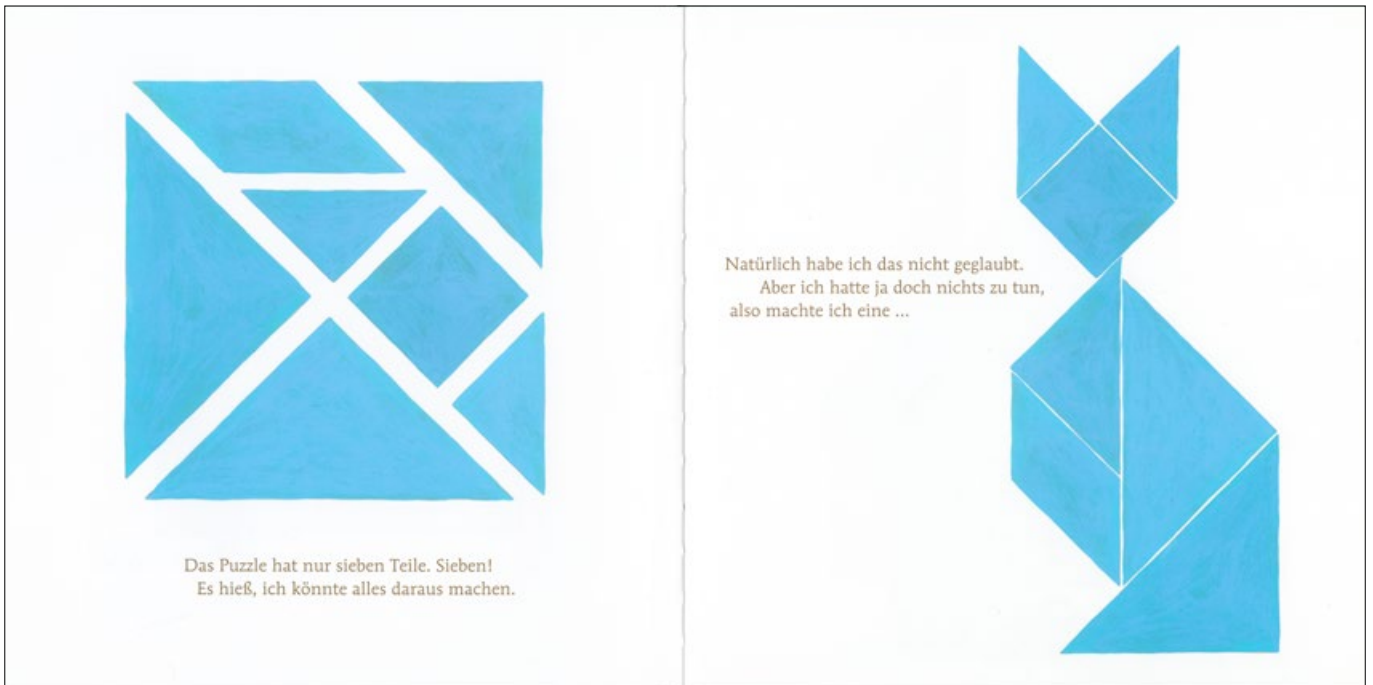 Das Puzzle hat nur sieben Teile. Sieben!
Es hieß, ich könnte alles daraus machen.
Natürlich habe ich das nicht geglaubt.
Aber ich hatte ja doch nichts zu tun,
also machte ich eine ...